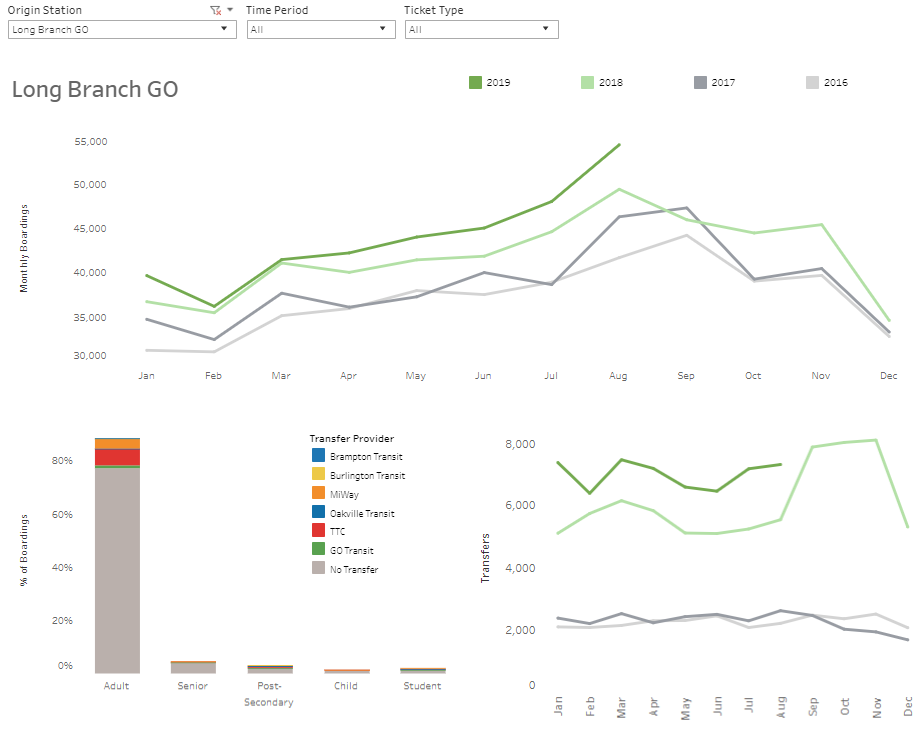 Origin Station
Time Period
Ticket Type
Long Branch GO
All
All
Long Branch GO
2019
2018
2017
2016
Monthly Boardings
55,000
50,000
45,000
40,000
35,000
30,000
Jan Feb Mar Apr May Jun Jul Aug Sep Oct Nov Dec
% of Boardings
80%
60%
40%
20%
0%
Adult Senior Post-Secondary Child Student
Transfer Provider
Brampton Transit
Burlington Transit
MiWay
Oakville Transit
TTC
GO Transit
No Transfer
Transfers
8,000
6,000
4,000
2,000
0
Jan Feb Mar Apr May Jun Jul Aug Sep Oct Nov Dec